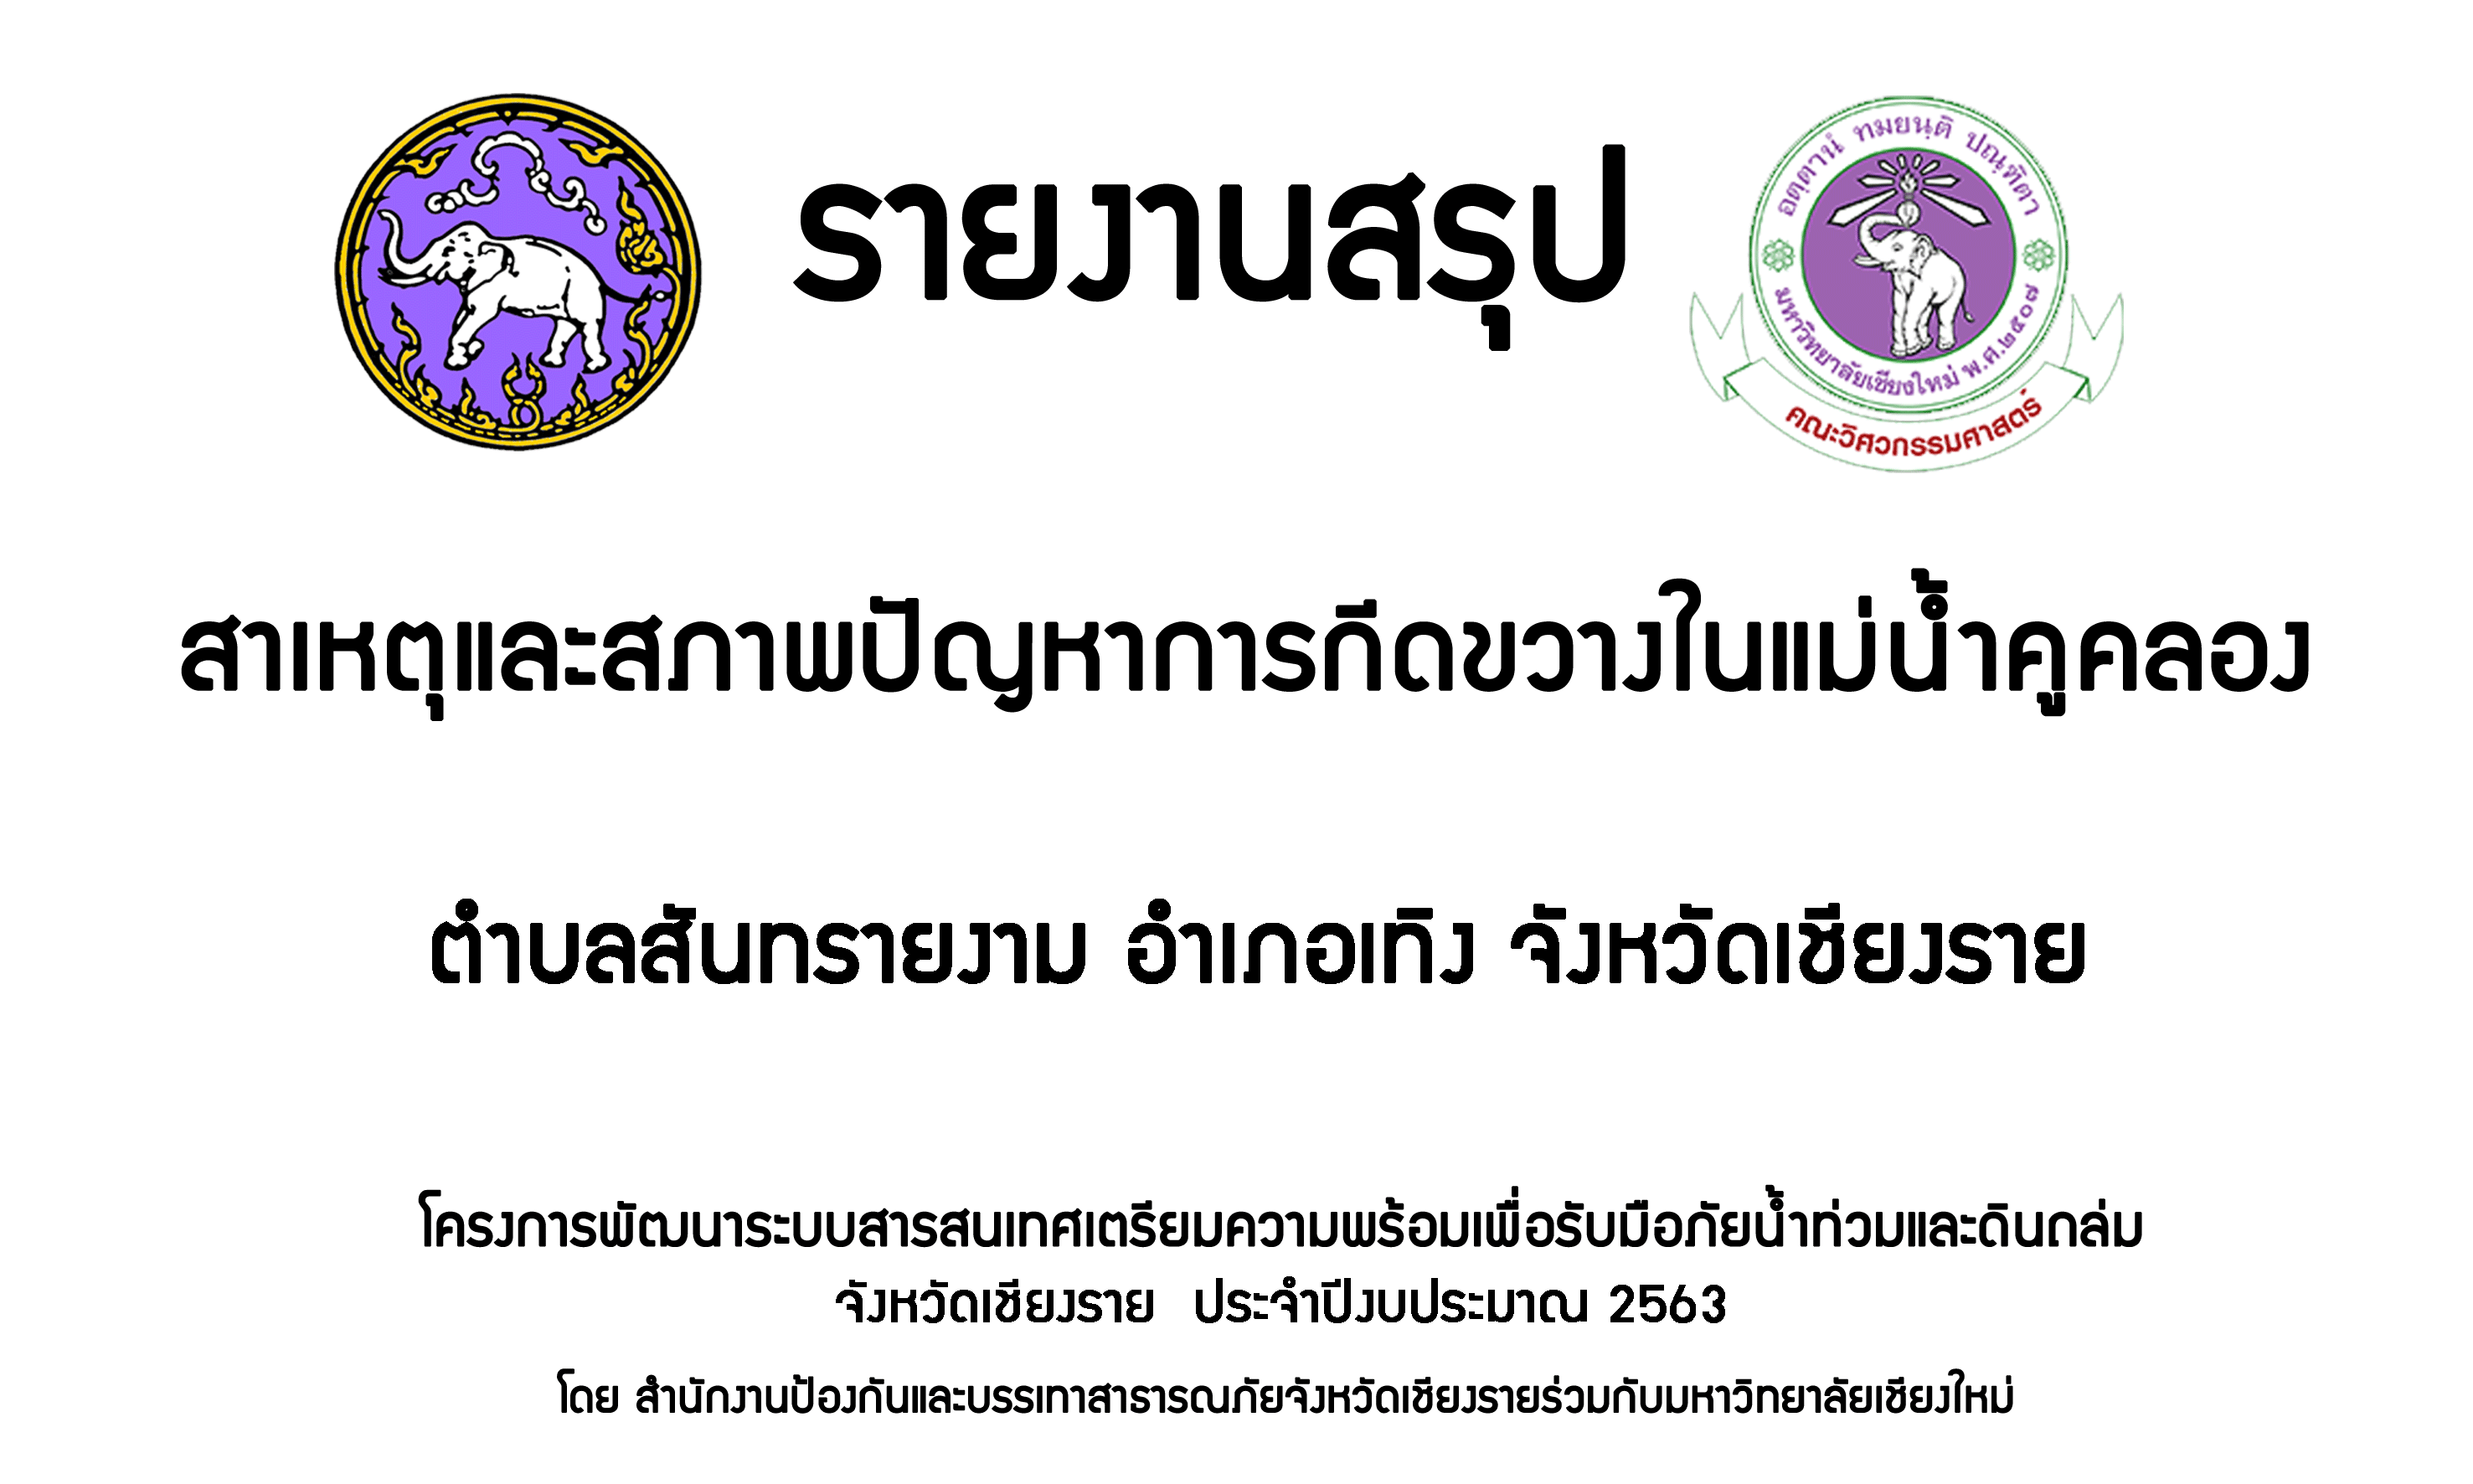 รายงานสรุป
อตฺตานํ ทมยนฺติ ปณฺฑิตา
มหาวิทยาลัยเชียงใหม่ พ.ศ.๒๕๐๗
คณะวิศวกรรมศาสตร์
สาเหตุและสภาพปัญหาการกีดขวางในแม่น้ำคูคลอง
ตำบลสันทรายงาม อำเภอเทิง จังหวัดเชียงราย
โครงการพัฒนาระบบสารสนเทศเตรียมความพร้อมเพื่อรับมือภัยน้ำท่วมและดินถล่ม
จังหวัดเชียงราย ประจำปีงบประมาณ 2563
โดย สำนักงานป้องกันและบรรเทาสาธารณภัยจังหวัดเชียงรายร่วมกับมหาวิทยาลัยเชียงใหม่